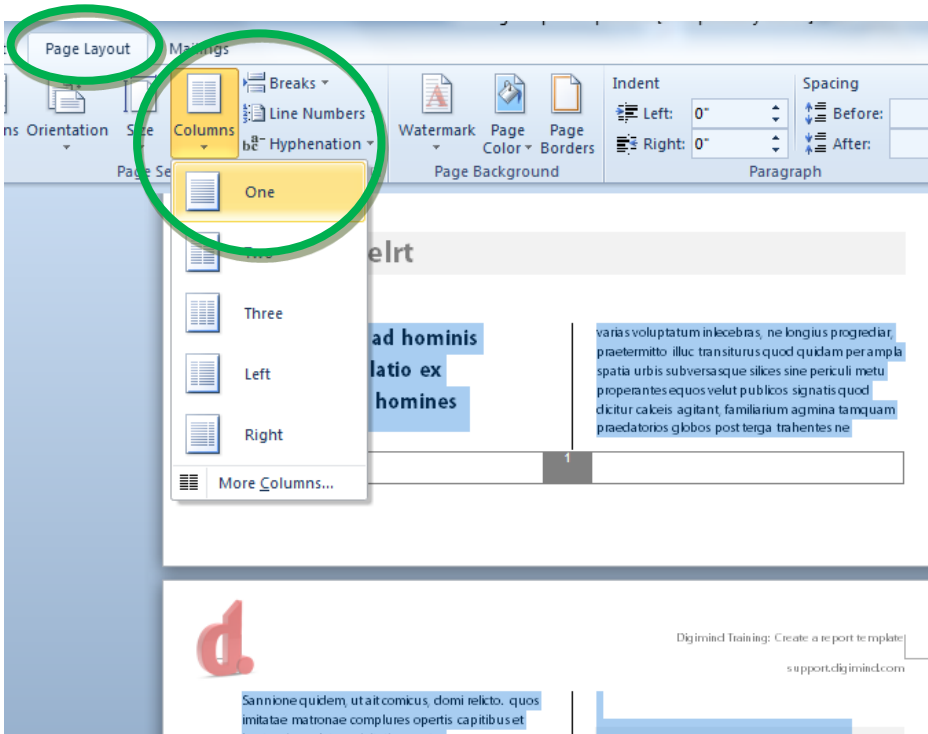 Page Layout Mailings
Breaks
Line Numbers
Hyphenation
Orientation Size Columns
Watermark Page Color Page Borders
Page Background
Indent
Left: 0"
Right: 0"
Spacing
Before:
After:
Paragraph
One
Two
Three
Left
Right
More Columns...
elrt
ad hominis
latio ex
homines
varias voluptatum inlecebras, ne longius progrediar,
praetermitto illuc transiturus quod quidam per ampla
spatia urbis subversasque silices sine periculi metu
properantes equos velut publicos signatis quod
dicitur calceis agitant, familiarium agmina tamquam
praedatorios globos post terga trahentes ne
1
d.
Digimind Training: Create a report template
support.digimind.com
Sannione quidem, ut ait comicus, domi relicto. quos
imitatae matronae complures opertis capitibus et